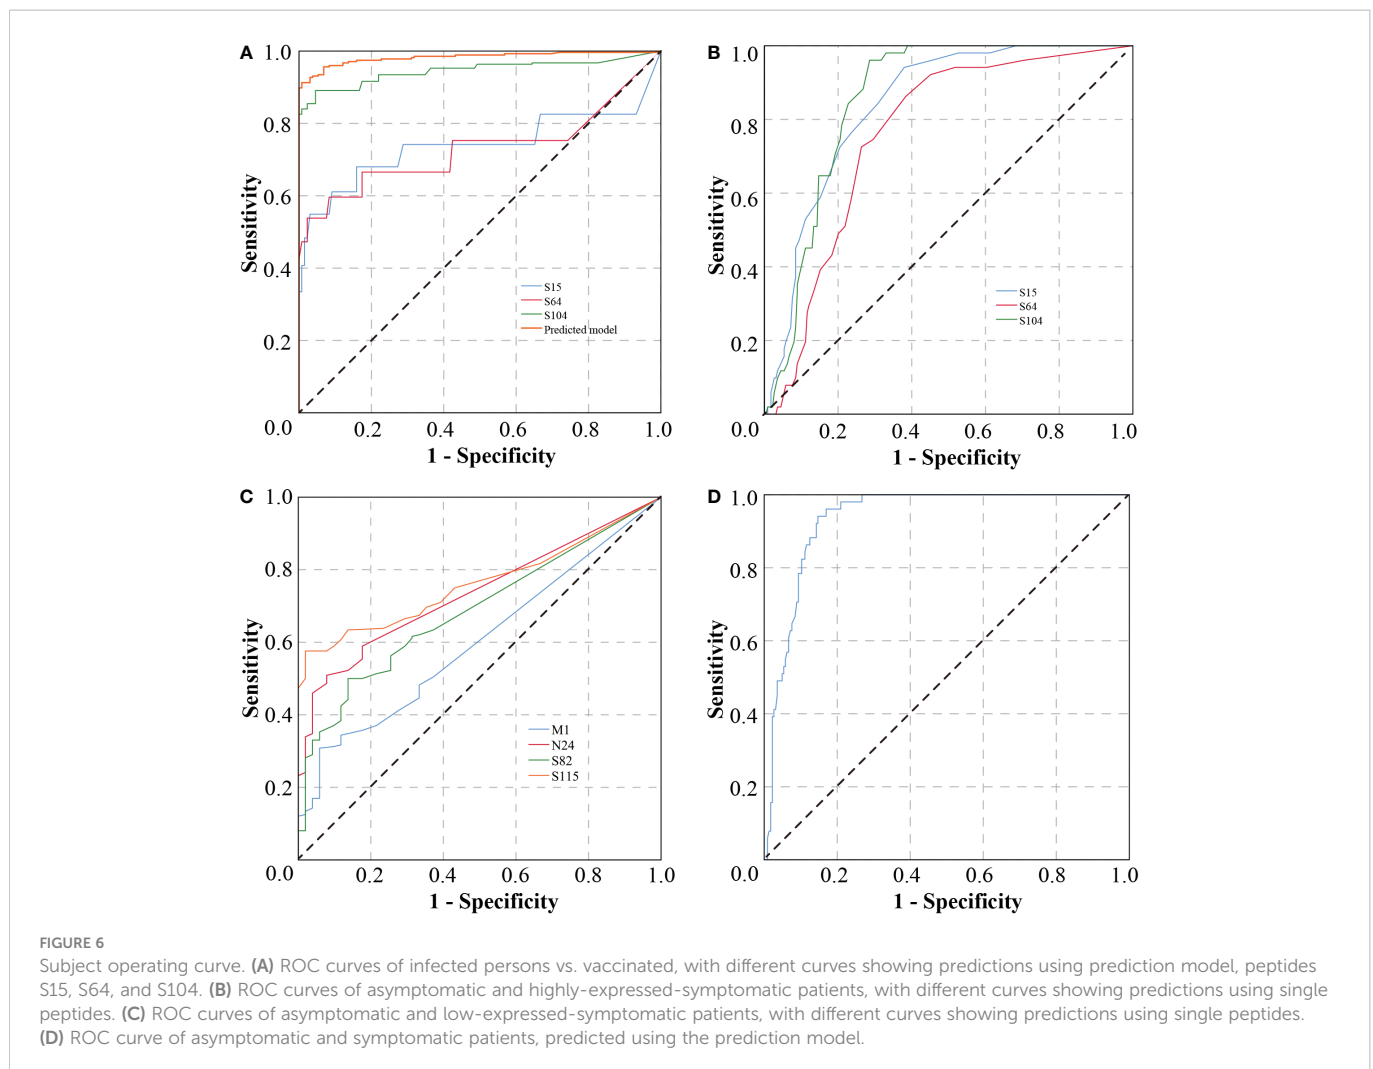 A
1.0
0.8
0.6
0.4
0.2
0.0
Sensitivity
0.2 0.4 0.6 0.8 1.0
1 - Specificity
S15
S64
S104
Predicted model
B
1.0
0.8
0.6
0.4
0.2
0.0
Sensitivity
0.2 0.4 0.6 0.8 1.0
1 - Specificity
S15
S64
S104
C
1.0
0.8
0.6
0.4
0.2
0.0
Sensitivity
0.2 0.4 0.6 0.8 1.0
1 - Specificity
M1
N24
S82
S115
D
1.0
0.8
0.6
0.4
0.2
0.0
Sensitivity
0.2 0.4 0.6 0.8 1.0
1 - Specificity
FIGURE 6
Subject operating curve. (A) ROC curves of infected persons vs. vaccinated, with different curves showing predictions using prediction model, peptides
S15, S64, and S104. (B) ROC curves of asymptomatic and highly-expressed-symptomatic patients, with different curves showing predictions using single
peptides. (C) ROC curves of asymptomatic and low-expressed-symptomatic patients, with different curves showing predictions using single peptides.
(D) ROC curve of asymptomatic and symptomatic patients, predicted using the prediction model.